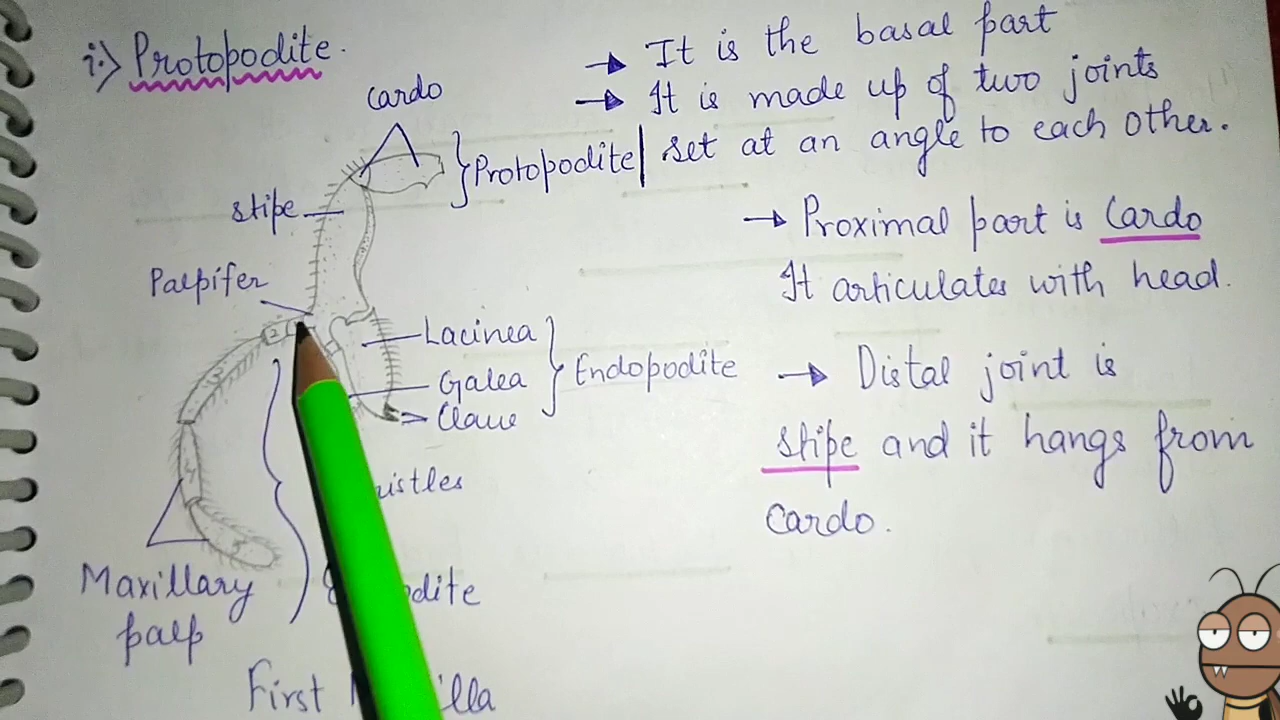 i.) Protopodite.
→ It is the basal part
→ It is made up of two joints
set at an angle to each other.
cardo
Protopodite
stipe
Palpifer
Lacinea
Galea
Endopodite
→ Proximal part is Cardo
It articulates with head.
→ Distal joint is
stipe and it hangs from
cardo.
Maxillary
palp
First